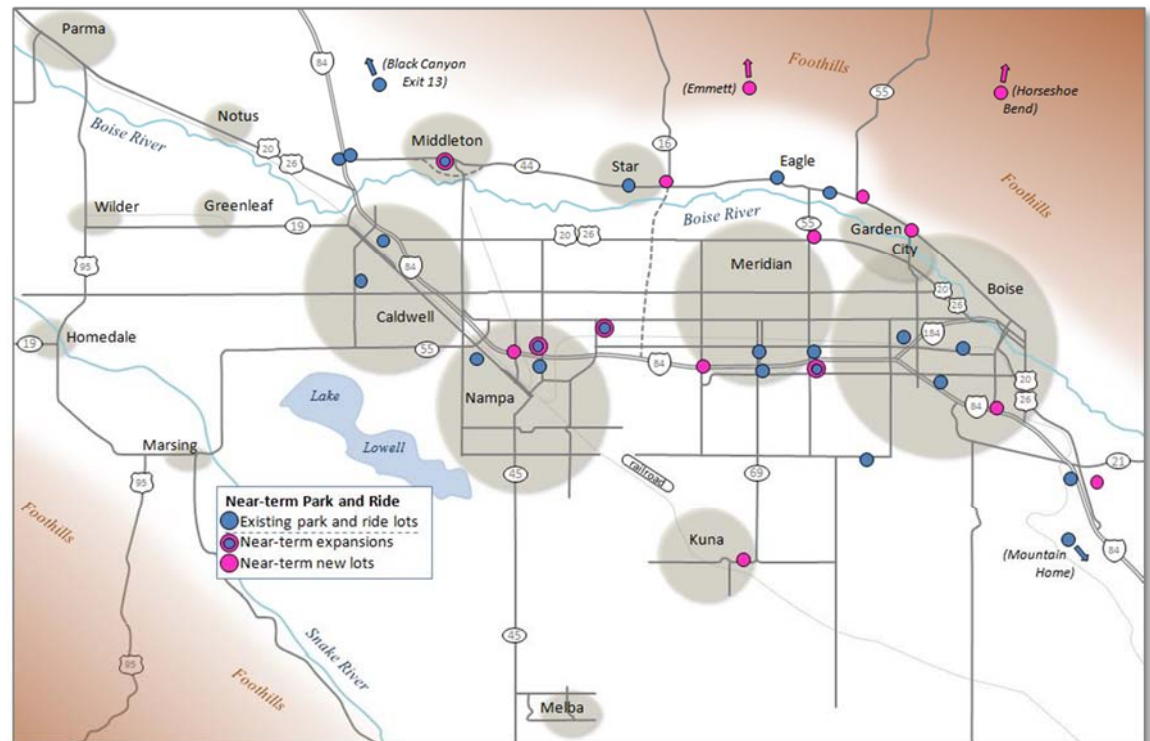 Parma
84
(Black Canyon
Exit 13)
Foothills
(Emmett)
55
(Horseshoe
Bend)
Notus
Boise River
20
26
Middleton
44
16
Star
Eagle
Foothills
Wilder
Greenleaf
19
Boise River
55
Garden
City
20 26
95
84
Meridian
20
26
Boise
Caldwell
184
19
Homedale
55
84
Nampa
20
26
84
Lake
Lowell
Marsing
21
45
railroad
69
95
Near-term Park and Ride
Existing park and ride lots
Near-term expansions
Near-term new lots
Foothills
Kuna
(Mountain
Home)
84
Snake River
45
95
Foothills
Melba